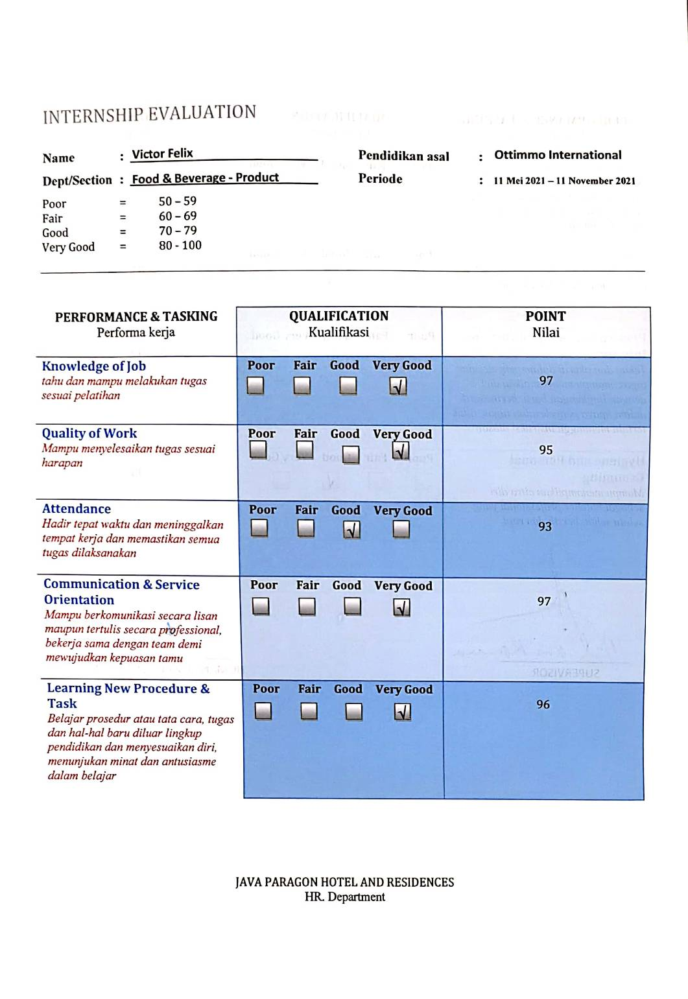 INTERNSHIP EVALUATION
Name : Victor Felix Pendidikan asal : Ottimmo International
Dept/Section : Food & Beverage - Product Periode : 11 Mei 2021 – 11 November 2021
Poor = 50 – 59
Fair = 60 – 69
Good = 70 – 79
Very Good = 80 - 100
PERFORMANCE & TASKING QUALIFICATION POINT
Performa kerja Kualifikasi Nilai
Knowledge of Job Poor Fair Good Very Good
tahu dan mampu melakukan tugas √ 97
sesuai pelatihan
Quality of Work Poor Fair Good Very Good
Mampu menyelesaikan tugas sesuai √ 95
harapan
Attendance Poor Fair Good Very Good
Hadir tepat waktu dan meninggalkan √ 93
tempat kerja dan memastikan semua
tugas dilaksanakan
Communication & Service Poor Fair Good Very Good
Orientation √ 97
Mampu berkomunikasi secara lisan
maupun tertulis secara professional,
bekerja sama dengan team demi
mewujudkan kepuasan tamu
Learning New Procedure & Poor Fair Good Very Good
Task √ 96
Belajar prosedur atau tata cara, tugas
dan hal-hal baru diluar lingkup
pendidikan dan menyesuaikan diri,
menunjukan minat dan antusiasme
dalam belajar
JAVA PARAGON HOTEL AND RESIDENCES
HR. Department